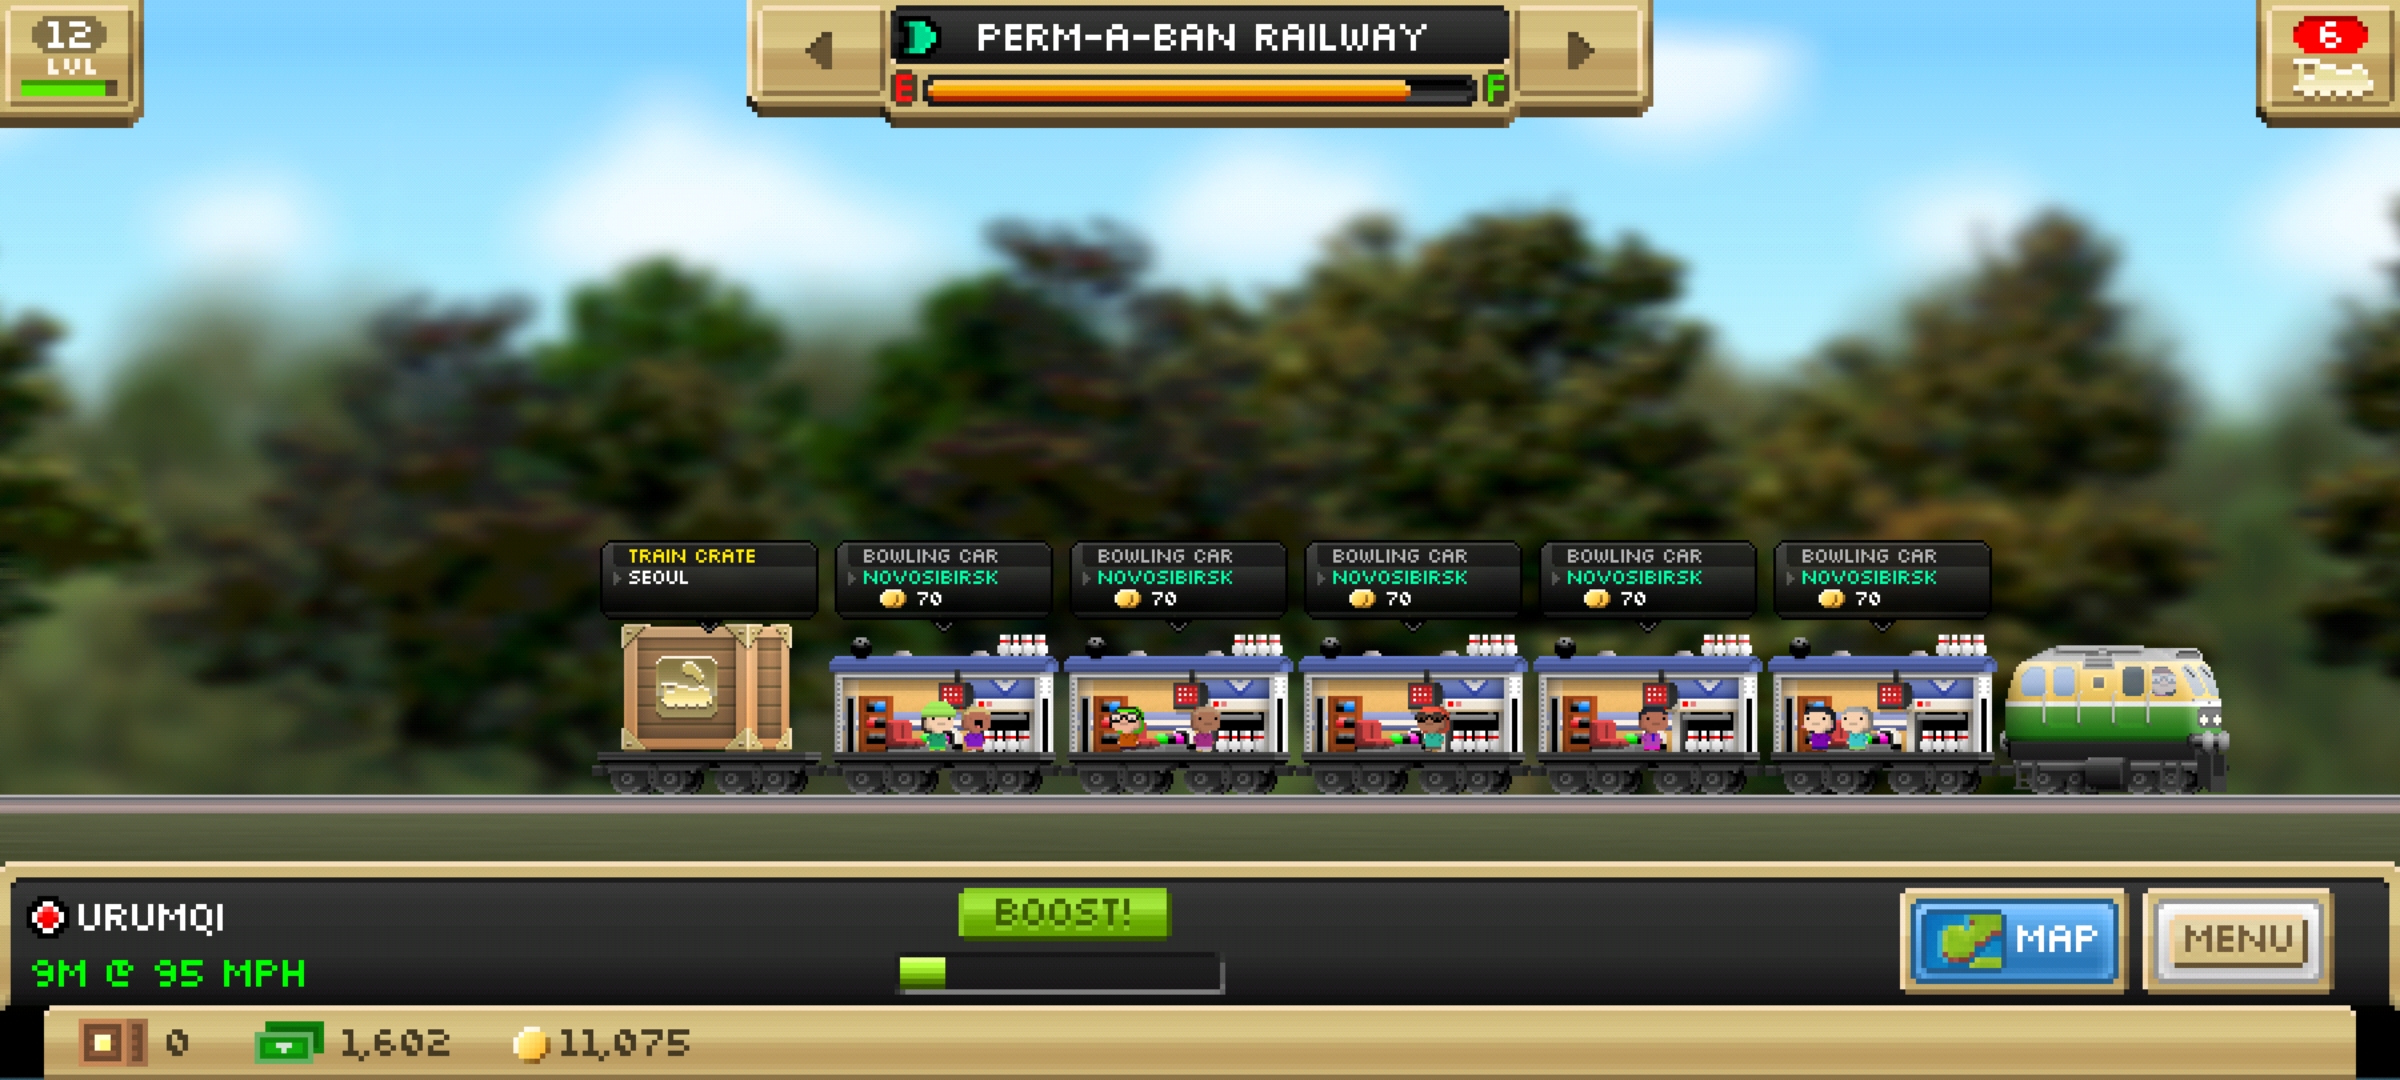 12
LVL
PERM-A-BAN RAILWAY
E
F
6
TRAIN CRATE
SEOUL
BOWLING CAR
NOVOSIBIRSK
70
BOWLING CAR
NOVOSIBIRSK
70
BOWLING CAR
NOVOSIBIRSK
70
BOWLING CAR
NOVOSIBIRSK
70
BOWLING CAR
NOVOSIBIRSK
70
URUMQI
9M @ 95 MPH
BOOST!
MAP
MENU
0
1,602
11,075